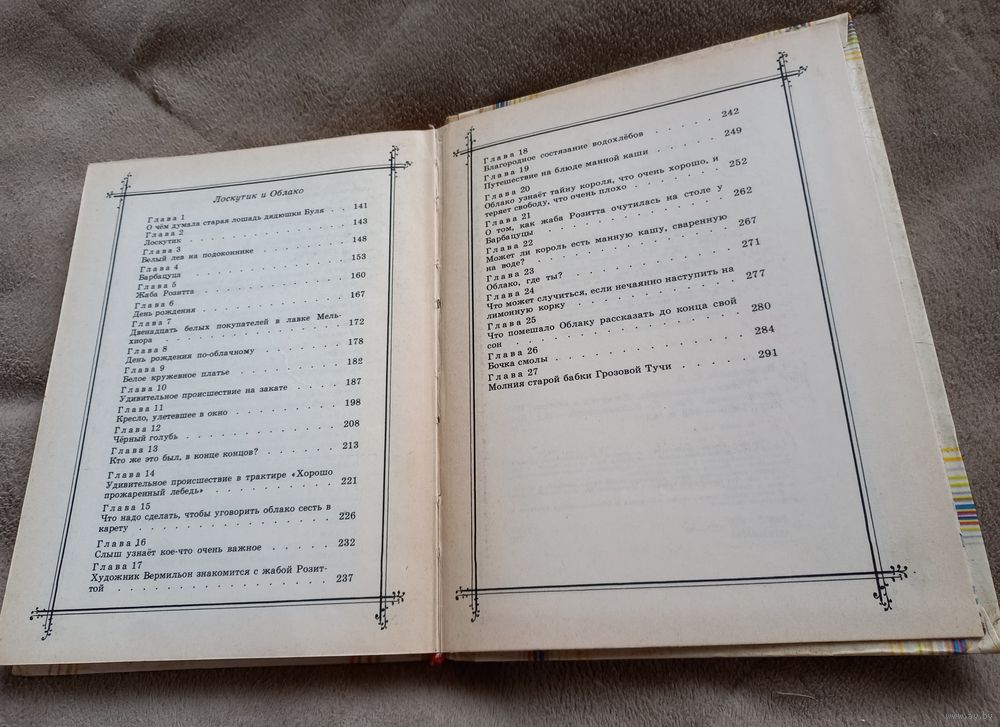 Лоскутик и Облако
Глава 1
О чём думала старая лошадь дядюшки Буля . . 141
Глава 2
Лоскутик . . . . . . . . . . . . . . 143
Глава 3
Белый лев на подоконнике . . . . . . . . 148
Глава 4
Барбацуца . . . . . . . . . . . . . . 153
Глава 5
Жаба Розитта . . . . . . . . . . . . . 160
Глава 6
День рождения . . . . . . . . . . . . . 167
Глава 7
Двенадцать белых покупателей в лавке Мель-
хиора . . . . . . . . . . . . . . . 172
Глава 8
День рождения по-облачному . . . . . . . 178
Глава 9
Белое кружевное платье . . . . . . . . . 182
Глава 10
Удивительное происшествие на закате . . . . 187
Глава 11
Кресло, улетевшее в окно . . . . . . . . 198
Глава 12
Чёрный голубь . . . . . . . . . . . . 208
Глава 13
Кто же это был, в конце концов? . . . . . . 213
Глава 14
Удивительное происшествие в трактире «Хорошо
прожаренный лебедь» . . . . . . . . . . 221
Глава 15
Что надо сделать, чтобы уговорить облако сесть в
карету . . . . . . . . . . . . . . . 226
Глава 16
Слыш узнаёт кое-что очень важное . . . . . 232
Глава 17
Художник Вермильон знакомится с жабой Розит-
той . . . . . . . . . . . . . . . . 237
Глава 18
Благородное состязание водохлёбов . . . . . 242
Глава 19
Путешествие на блюде манной каши . . . . . 249
Глава 20
Облако узнаёт тайну короля, что очень хорошо, и
теряет свободу, что очень плохо . . . . . . 252
Глава 21
О том, как жаба Розитта очутилась на столе у
Барбацуцы . . . . . . . . . . . . . . 262
Глава 22
Может ли король есть манную кашу, сваренную
на воде? . . . . . . . . . . . . . . 267
Глава 23
Облако, где ты? . . . . . . . . . . . . 271
Глава 24
Что может случиться, если нечаянно наступить на
лимонную корку . . . . . . . . . . . . 277
Глава 25
Что помешало Облаку рассказать до конца свой
сон . . . . . . . . . . . . . . . . 280
Глава 26
Бочка смолы . . . . . . . . . . . . . 284
Глава 27
Молния старой бабки Грозовой Тучи . . . . . 291
www.ay.by